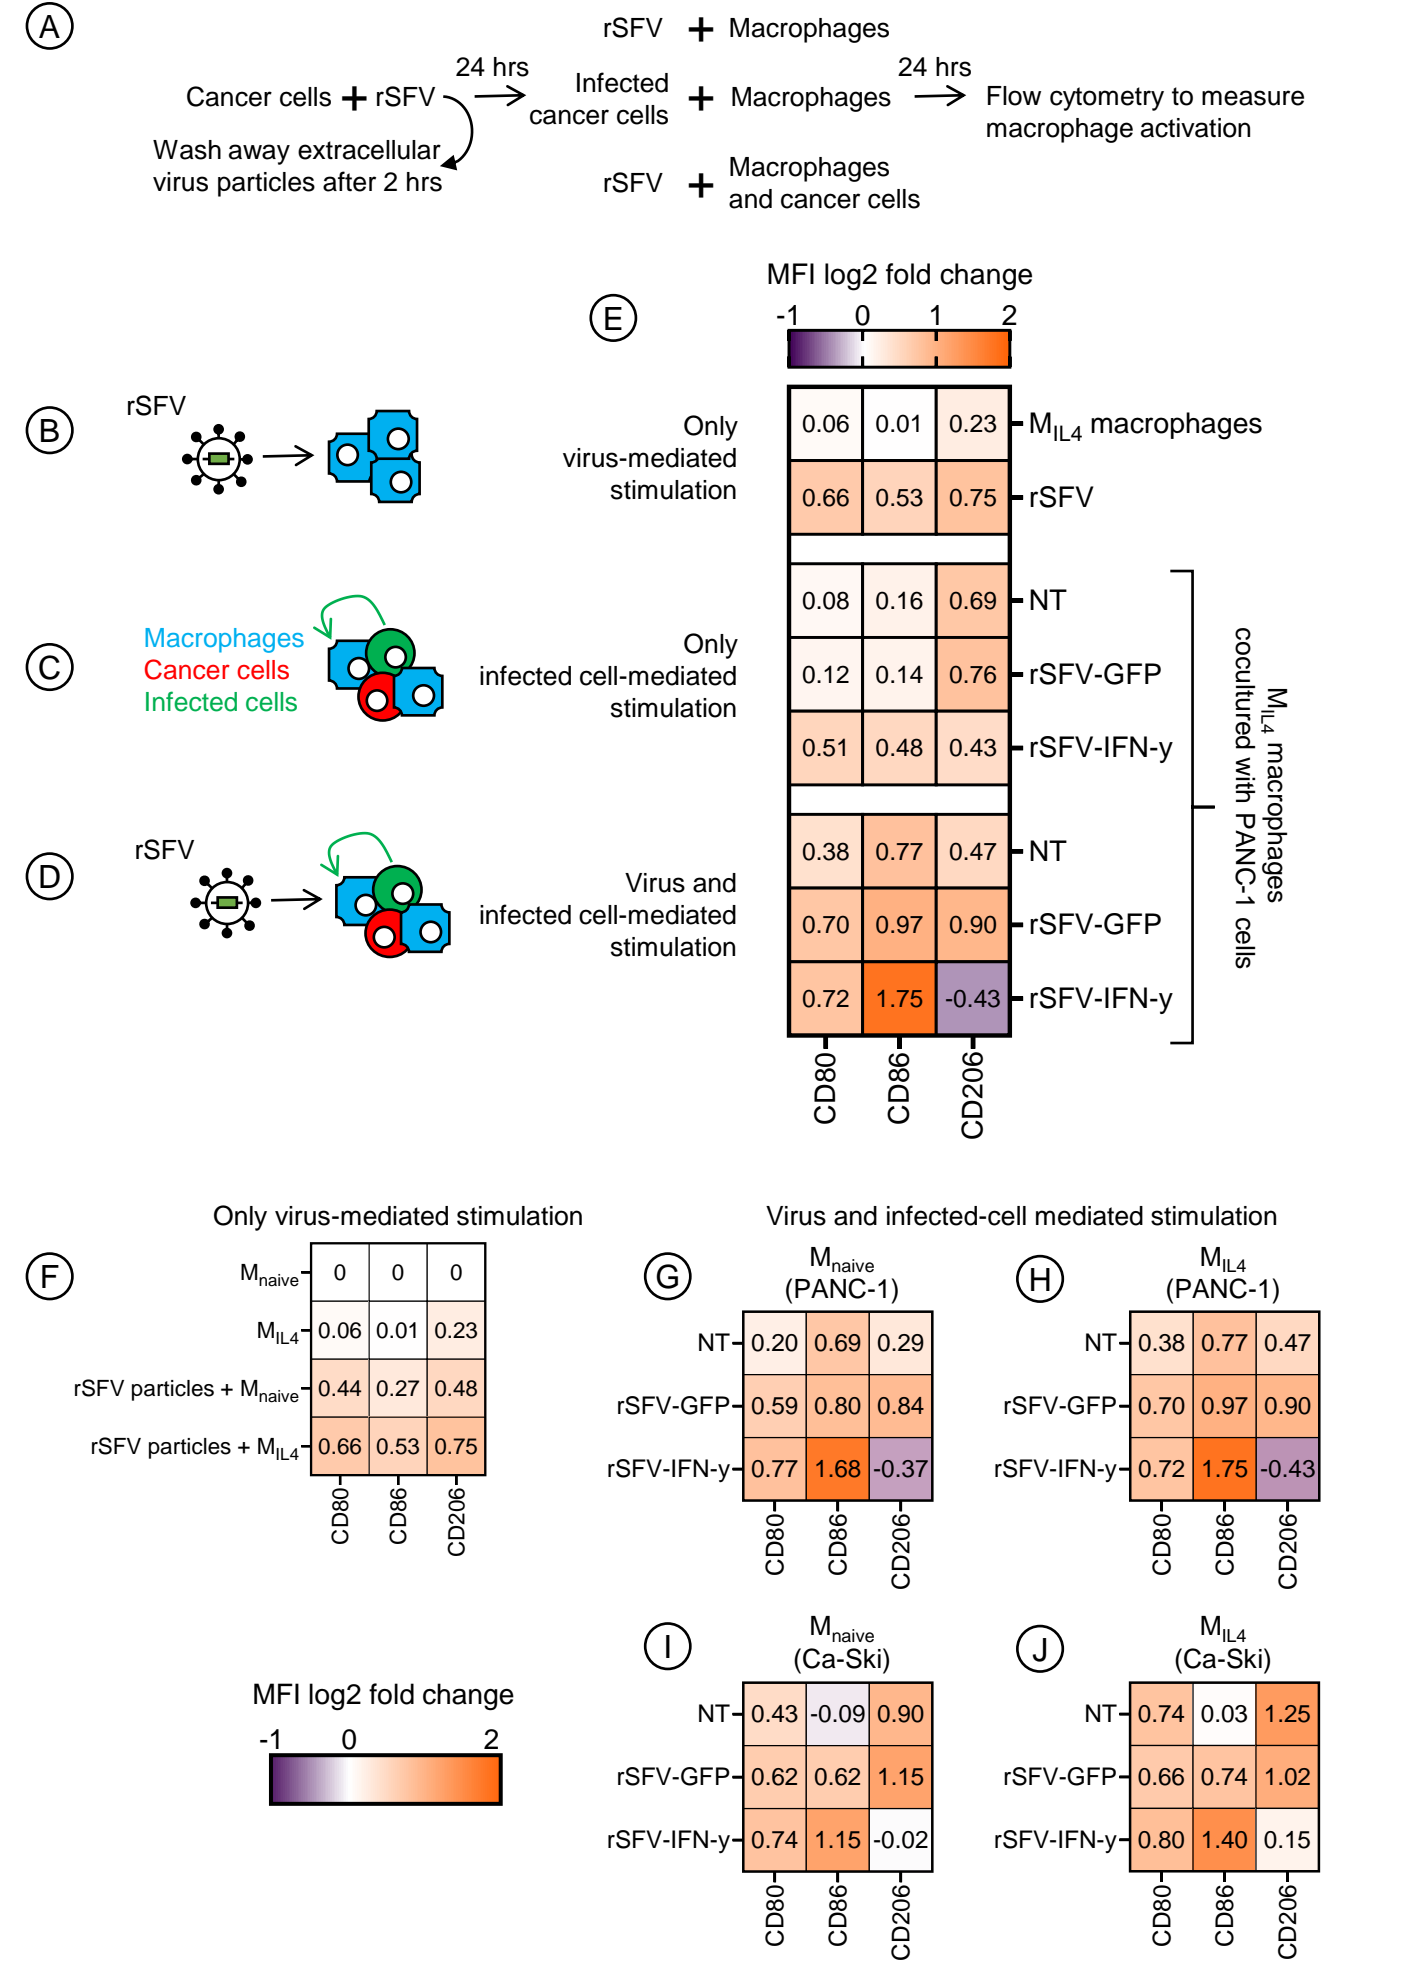 A
rSFV + Macrophages
24 hrs
24 hrs
Cancer cells + rSFV
Infected
cancer cells
+ Macrophages
Flow cytometry to measure
macrophage activation
Wash away extracellular
virus particles after 2 hrs
rSFV + Macrophages
and cancer cells
E
MFI log2 fold change
-1 0 1 2
B
rSFV
Only
virus-mediated
stimulation
0.06 0.01 0.23 MIL4 macrophages
0.66 0.53 0.75 rSFV
C
Macrophages
Cancer cells
Infected cells
Only
infected cell-mediated
stimulation
0.08 0.16 0.69 NT
0.12 0.14 0.76 rSFV-GFP
0.51 0.48 0.43 rSFV-IFN-y
MIL4 macrophages
cocultured with PANC-1 cells
D
rSFV
Virus and
infected cell-mediated
stimulation
0.38 0.77 0.47 NT
0.70 0.97 0.90 rSFV-GFP
0.72 1.75 -0.43 rSFV-IFN-y
CD80 CD86 CD206
Only virus-mediated stimulation
F
Mnaive 0 0 0
MIL4 0.06 0.01 0.23
rSFV particles + Mnaive 0.44 0.27 0.48
rSFV particles + MIL4 0.66 0.53 0.75
CD80 CD86 CD206
Virus and infected-cell mediated stimulation
G
Mnaive
(PANC-1)
NT 0.20 0.69 0.29
rSFV-GFP 0.59 0.80 0.84
rSFV-IFN-y 0.77 1.68 -0.37
CD80 CD86 CD206
H
MIL4
(PANC-1)
NT 0.38 0.77 0.47
rSFV-GFP 0.70 0.97 0.90
rSFV-IFN-y 0.72 1.75 -0.43
CD80 CD86 CD206
MFI log2 fold change
-1 0 2
I
Mnaive
(Ca-Ski)
NT 0.43 -0.09 0.90
rSFV-GFP 0.62 0.62 1.15
rSFV-IFN-y 0.74 1.15 -0.02
CD80 CD86 CD206
J
MIL4
(Ca-Ski)
NT 0.74 0.03 1.25
rSFV-GFP 0.66 0.74 1.02
rSFV-IFN-y 0.80 1.40 0.15
CD80 CD86 CD206